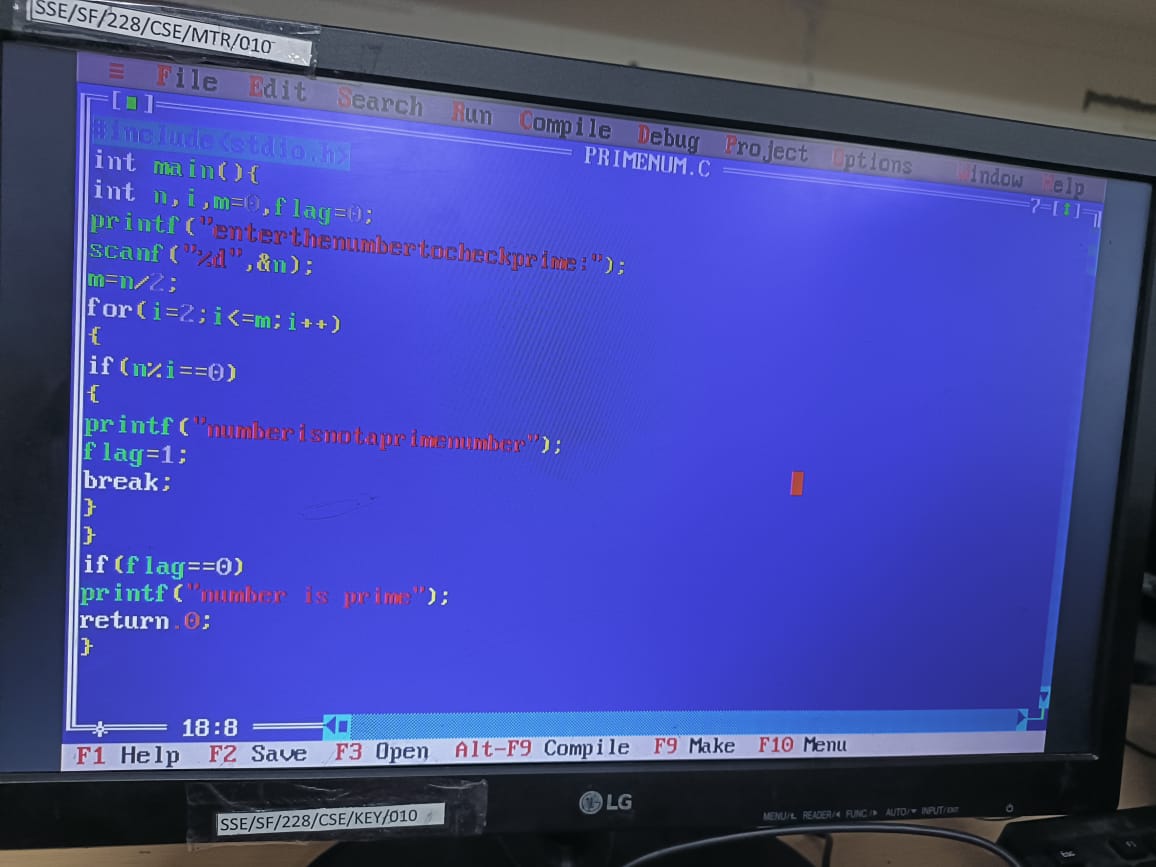 SSE/SF/228/CSE/MTR/010
≡ File Edit Search Run Compile Debug Project Options Window Help
[■] PRIMENUM.C 7=[↕]
#include<stdio.h>
int main(){
int n,i,m=0,flag=0;
printf("enterthenumbertocheckprime:");
scanf("%d",&n);
m=n/2;
for(i=2;i<=m;i++)
{
if(n%i==0)
{
printf("numberisnotaprimenumber");
flag=1;
break;
}
}
if(flag==0)
printf("number is prime");
return.0;
}
18:8
F1 Help F2 Save F3 Open Alt-F9 Compile F9 Make F10 Menu
LG
SSE/SF/228/CSE/KEY/010
MENU/ READER/ FUNC./ AUTO/ INPUT/EXIT
Esc F1